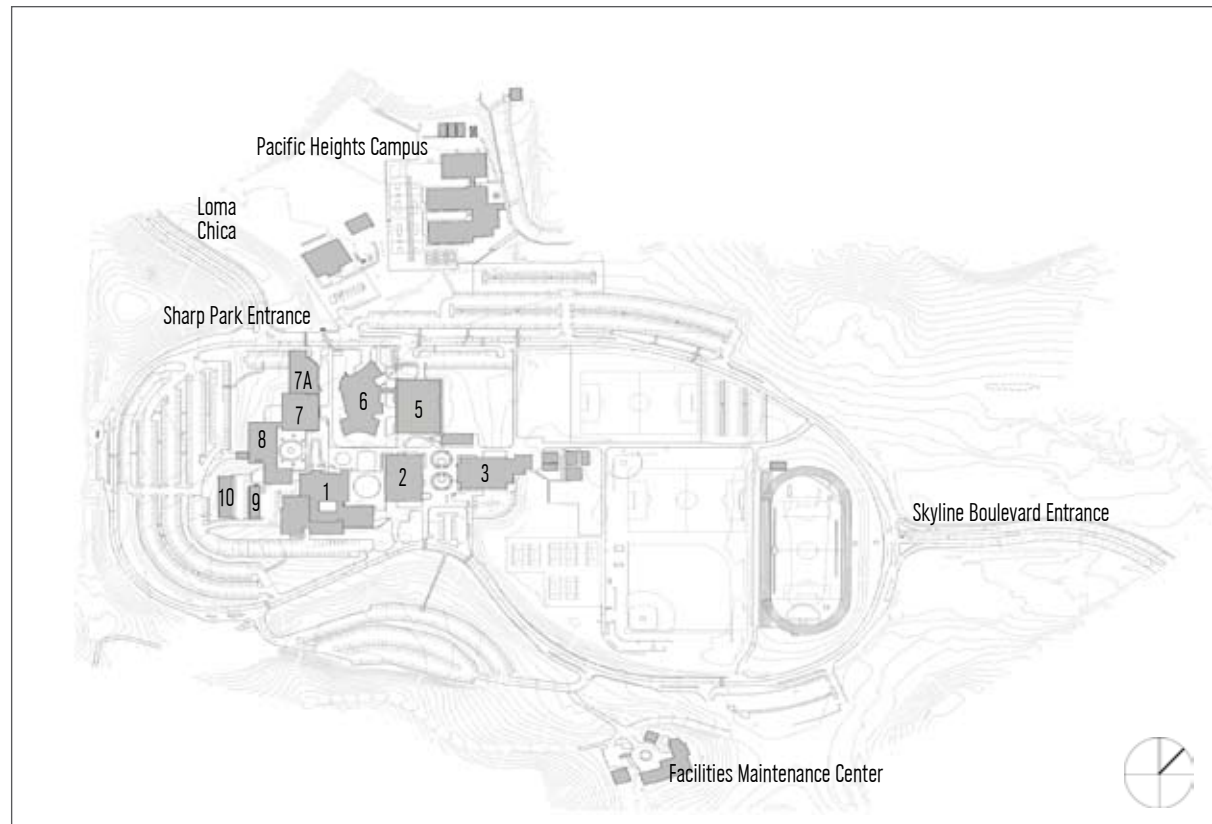 Pacific Heights Campus
Loma
Chica
Sharp Park Entrance
7A
6
5
7
8
2
3
1
10
9
Skyline Boulevard Entrance
Facilities Maintenance Center